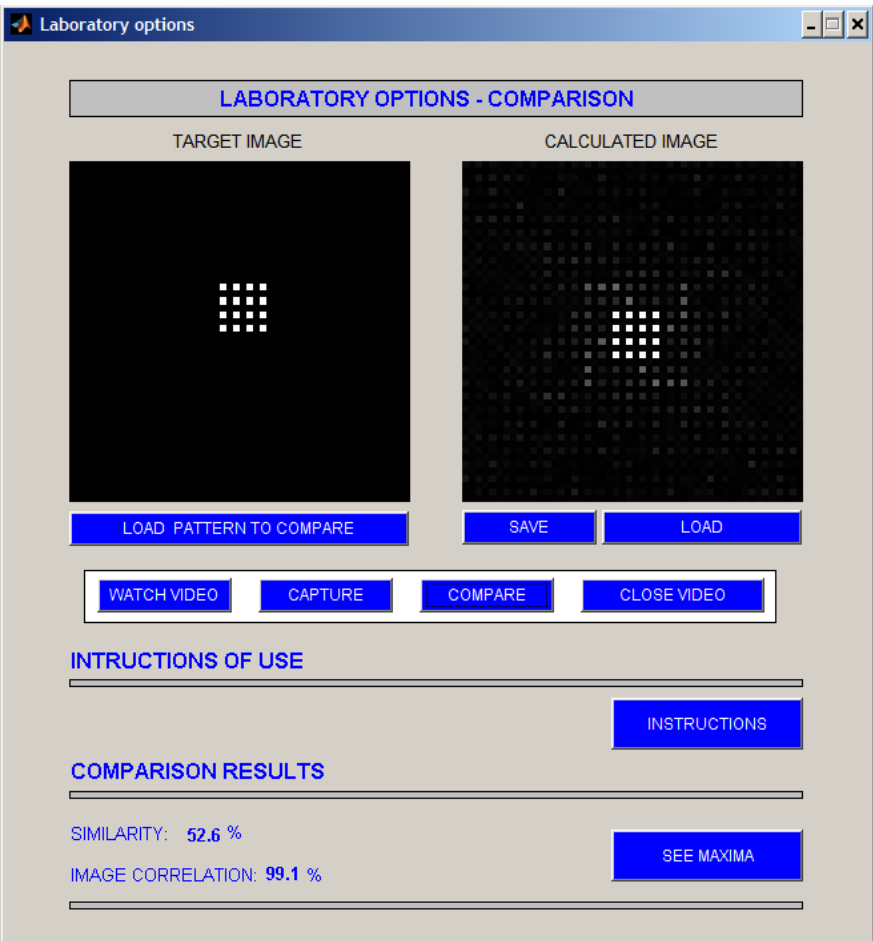 Laboratory options
LABORATORY OPTIONS - COMPARISON
TARGET IMAGE
CALCULATED IMAGE
LOAD PATTERN TO COMPARE
SAVE
LOAD
WATCH VIDEO
CAPTURE
COMPARE
CLOSE VIDEO
INTRUCTIONS OF USE
INSTRUCTIONS
COMPARISON RESULTS
SIMILARITY: 52.6 %
IMAGE CORRELATION: 99.1 %
SEE MAXIMA